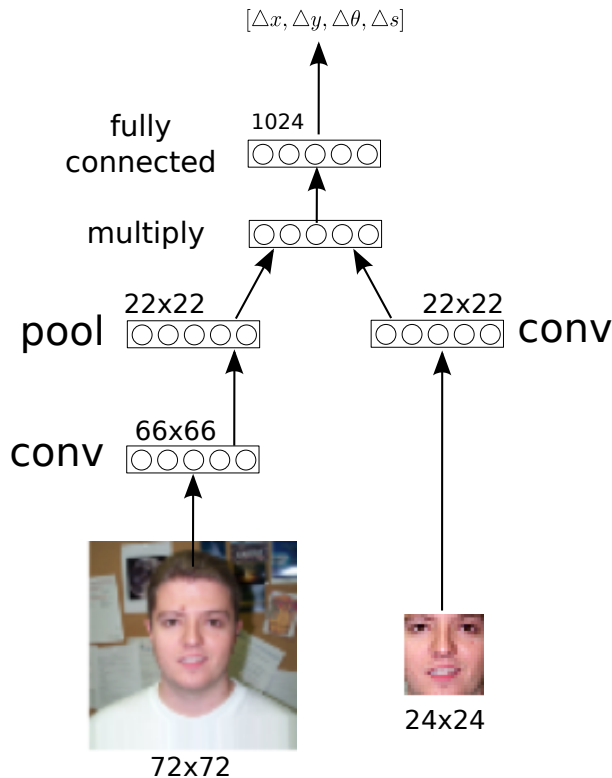 [△x, △y, △θ, △s]
1024
fully
connected
multiply
22x22
22x22
pool
conv
66x66
conv
72x72
24x24